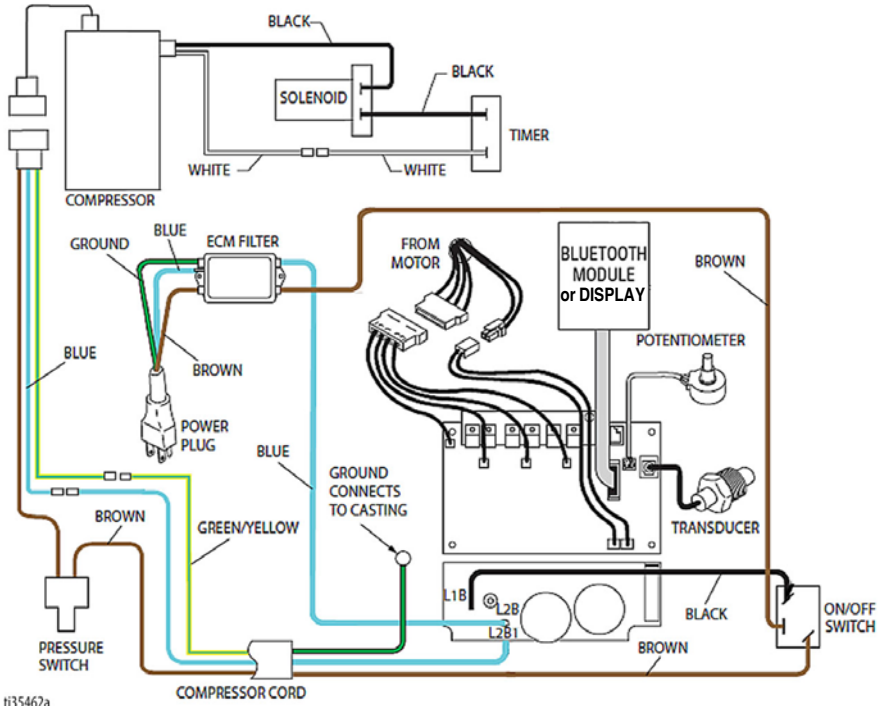 BLACK
SOLENOID
BLACK
TIMER
WHITE
WHITE
COMPRESSOR
GROUND
BLUE
ECM FILTER
FROM
MOTOR
BLUETOOTH
MODULE
or DISPLAY
BROWN
POTENTIOMETER
BLUE
BROWN
POWER
PLUG
BLUE
GROUND
CONNECTS
TO CASTING
TRANSDUCER
BROWN
GREEN/YELLOW
L1B
L2B
L2B1
BLACK
ON/OFF
SWITCH
PRESSURE
SWITCH
BROWN
COMPRESSOR CORD
ti35462a